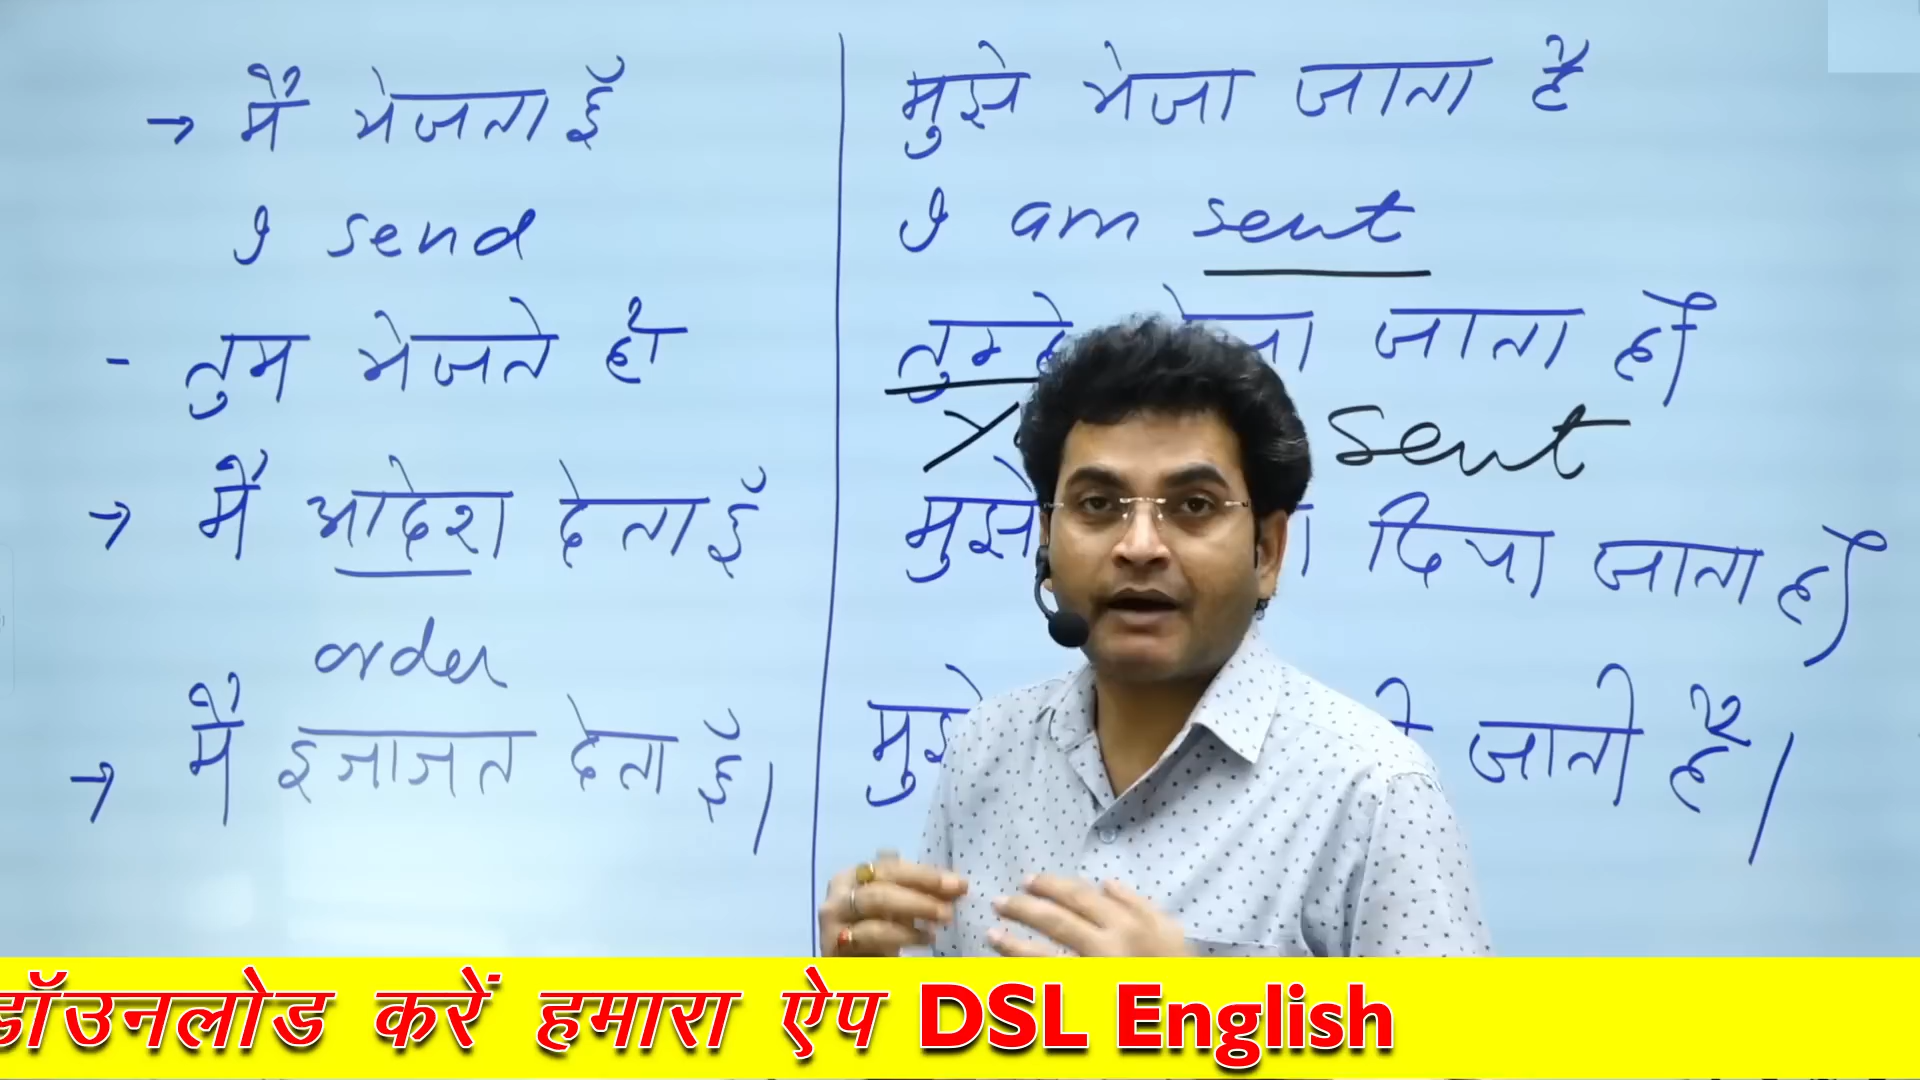 → मैं भेजता हूँ
I send
- तुम भेजते हो
→ मैं आदेश देता हूँ
order
→ मैं इजाजत देता हूँ।
मुझे भेजा जाता है
I am sent
तुम्हे जाता है
sent
मुझे दिया जाता है
जाती है।
डॉउनलोड करें हमारा ऐप DSL English